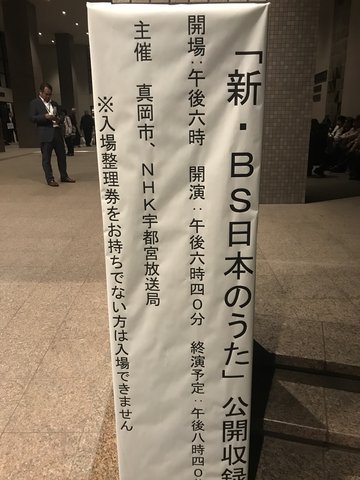 「新・BS日本のうた」公開収録
開場：午後六時　開演：午後六時四〇分　終演予定：午後八時四〇
主催　真岡市、NHK宇都宮放送局
※入場整理券をお持ちでない方は入場できません